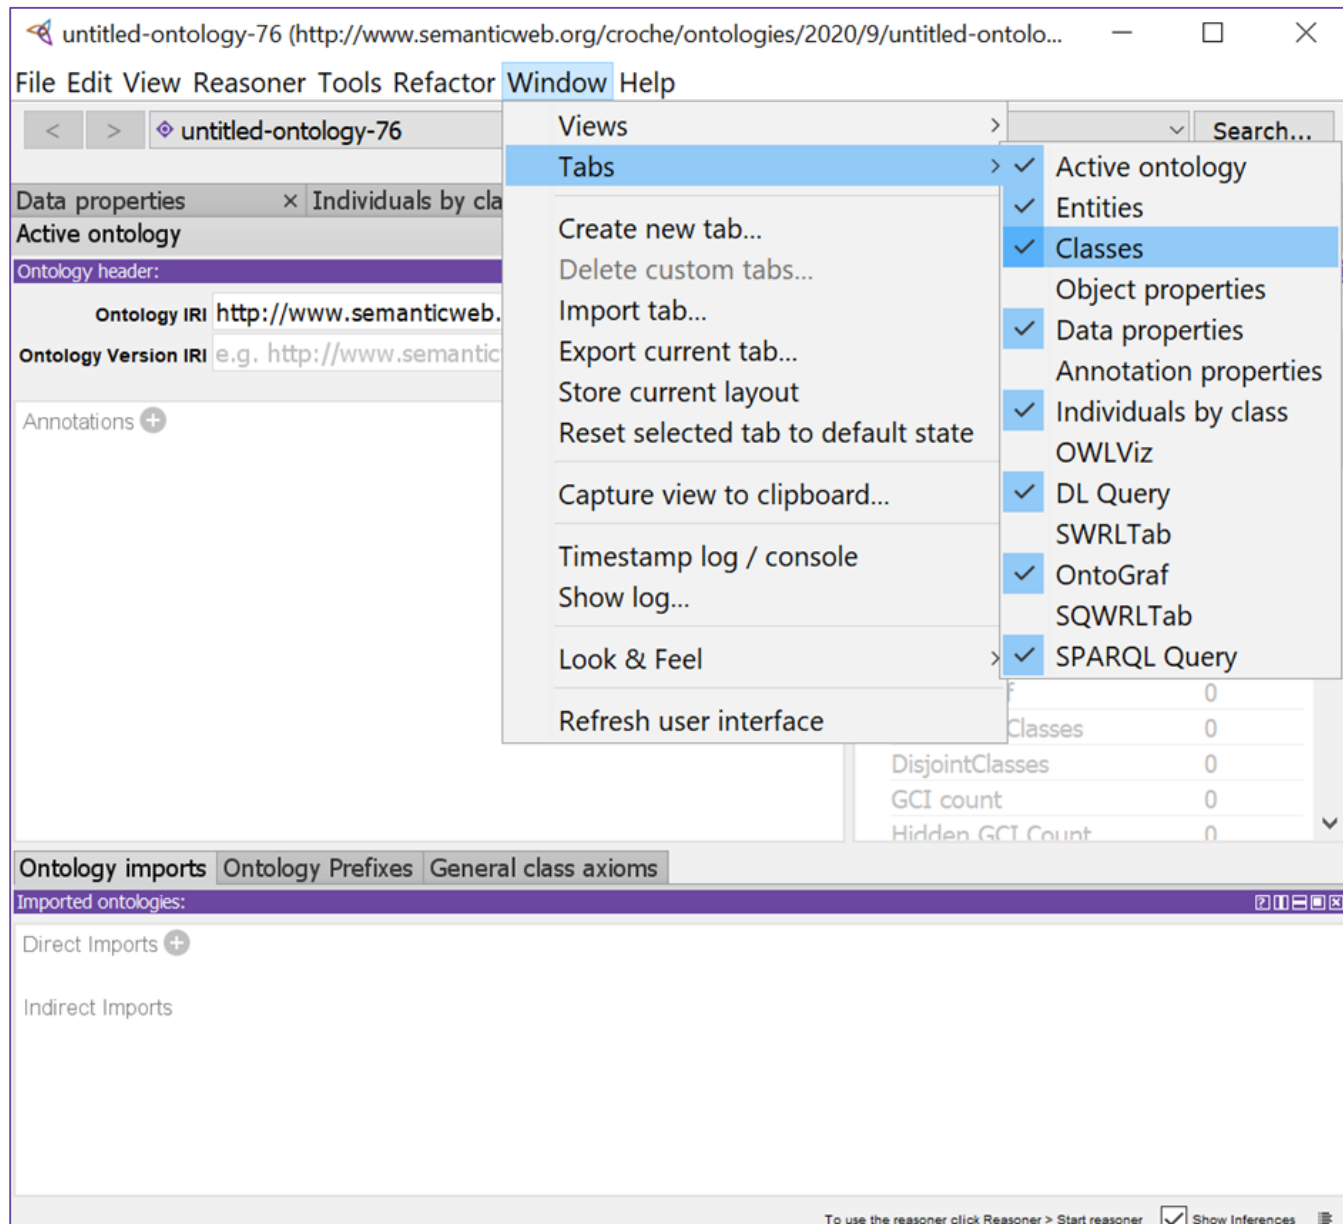 untitled-ontology-76 (http://www.semanticweb.org/croche/ontologies/2020/9/untitled-ontolo...
File Edit View Reasoner Tools Refactor Window Help
< > untitled-ontology-76
Search...
Data properties × Individuals by cla
Active ontology
Ontology header:
Ontology IRI http://www.semanticweb.
Ontology Version IRI e.g. http://www.semantic
Annotations
Views
Tabs
Create new tab...
Delete custom tabs...
Import tab...
Export current tab...
Store current layout
Reset selected tab to default state
Capture view to clipboard...
Timestamp log / console
Show log...
Look & Feel
Refresh user interface
Active ontology
Entities
Classes
Object properties
Data properties
Annotation properties
Individuals by class
OWLViz
DL Query
SWRLTab
OntoGraf
SQWRLTab
SPARQL Query
f 0
Classes 0
DisjointClasses 0
GCI count 0
Hidden GCI Count 0
Ontology imports Ontology Prefixes General class axioms
Imported ontologies:
Direct Imports
Indirect Imports
To use the reasoner click Reasoner > Start reasoner Show Inferences